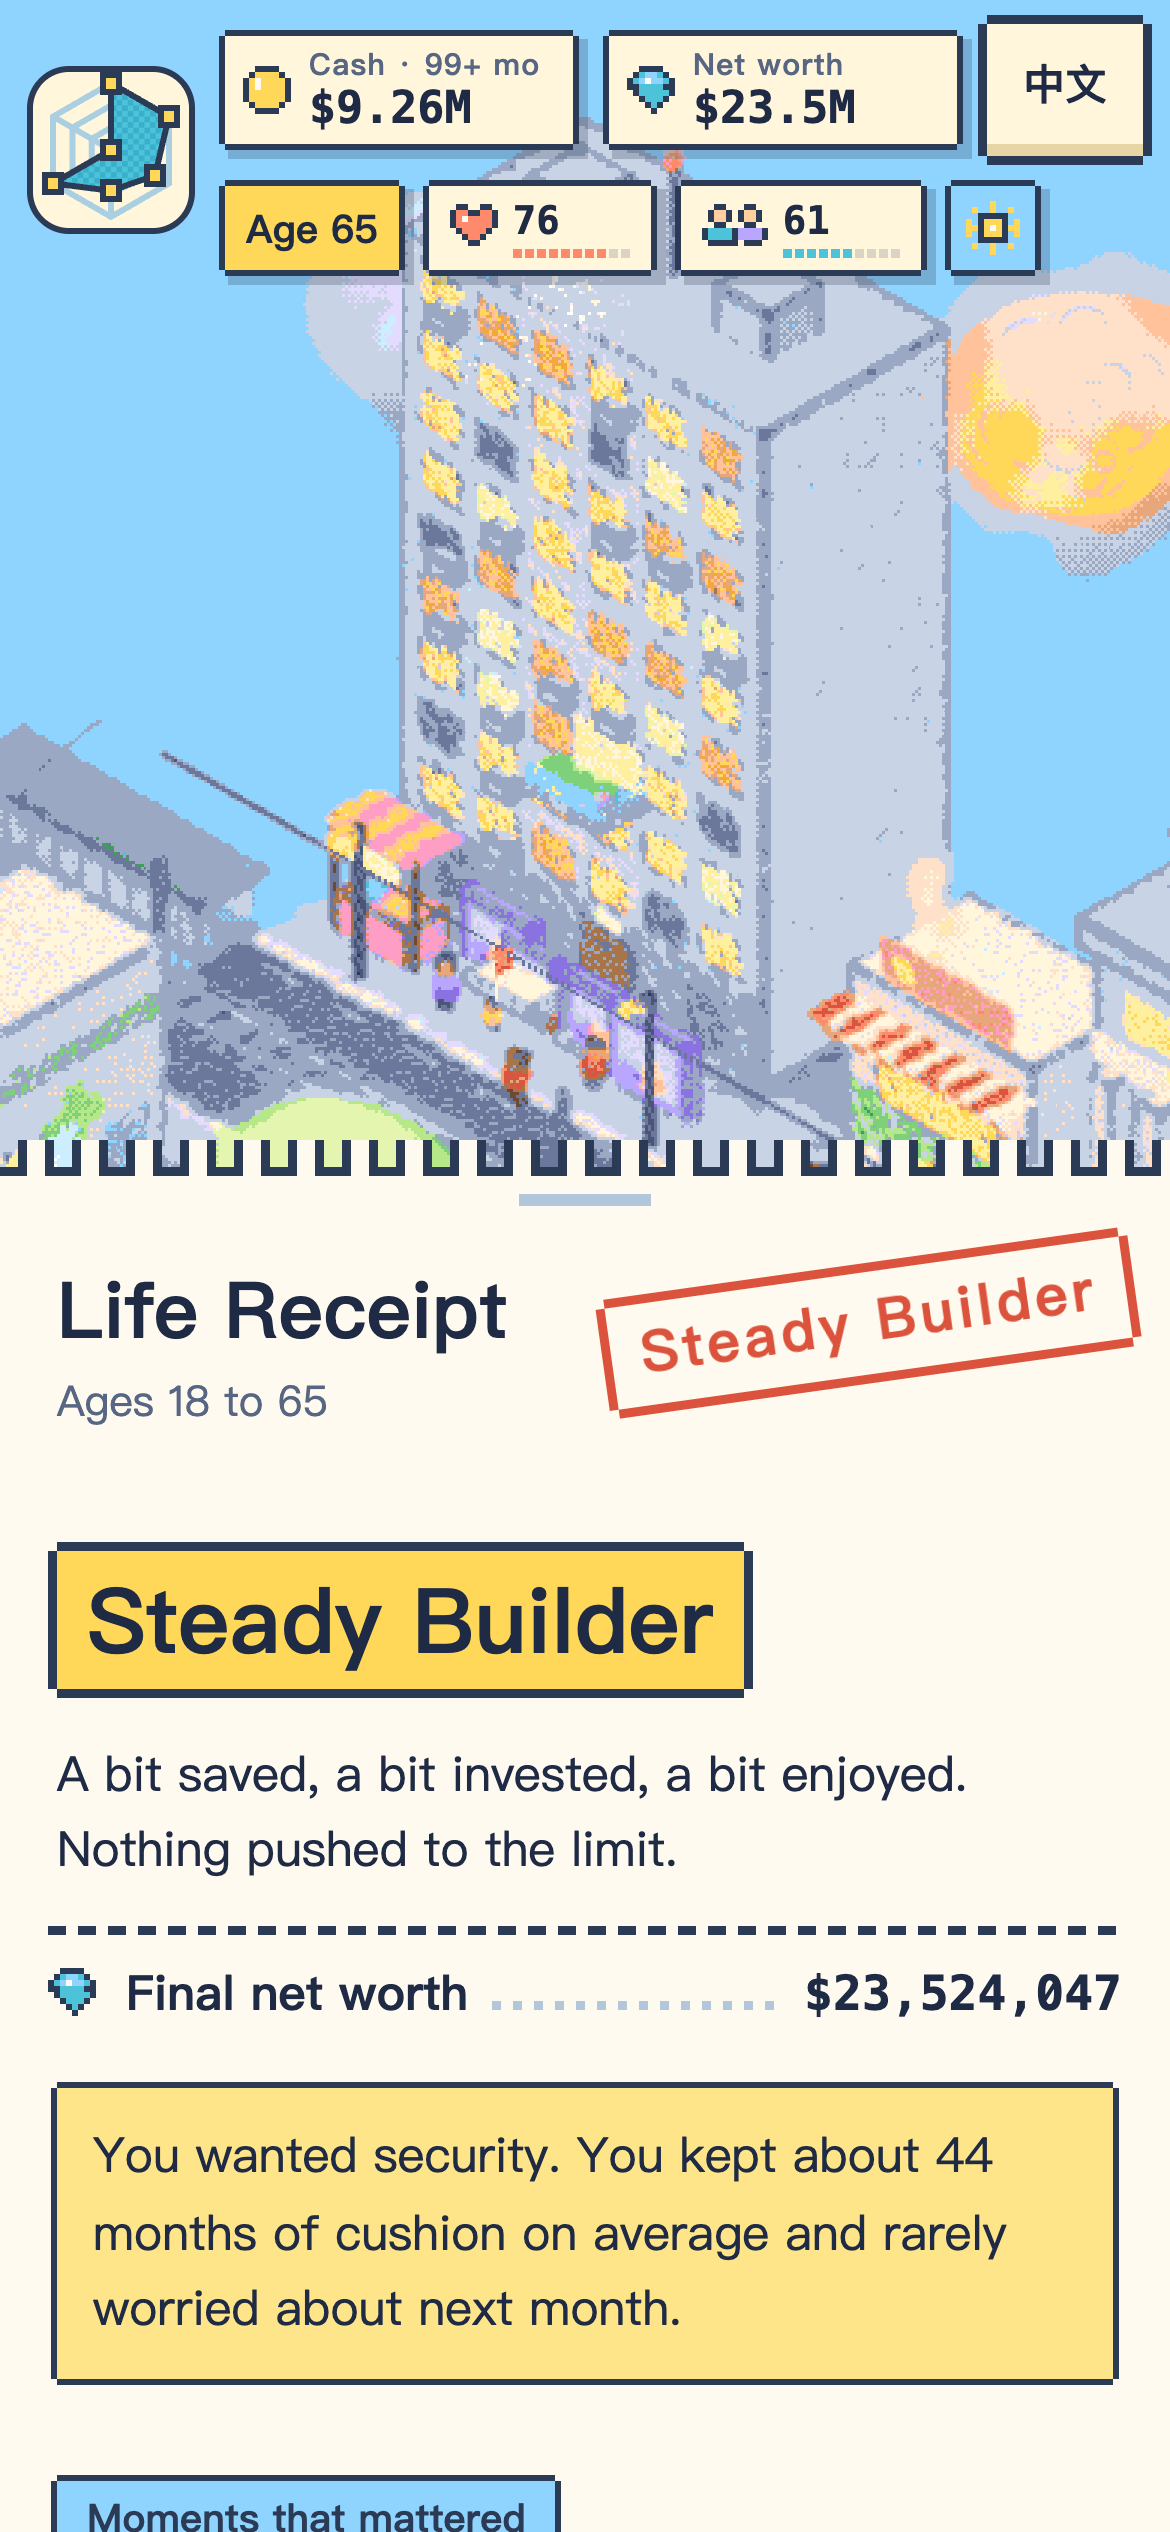 Cash · 99+ mo
$9.26M
Net worth
$23.5M
中文
Age 65
76
61
Life Receipt
Ages 18 to 65
Steady Builder
Steady Builder
A bit saved, a bit invested, a bit enjoyed.
Nothing pushed to the limit.
Final net worth $23,524,047
You wanted security. You kept about 44
months of cushion on average and rarely
worried about next month.
Moments that mattered